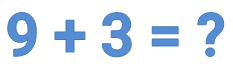 9 + 3 = ?